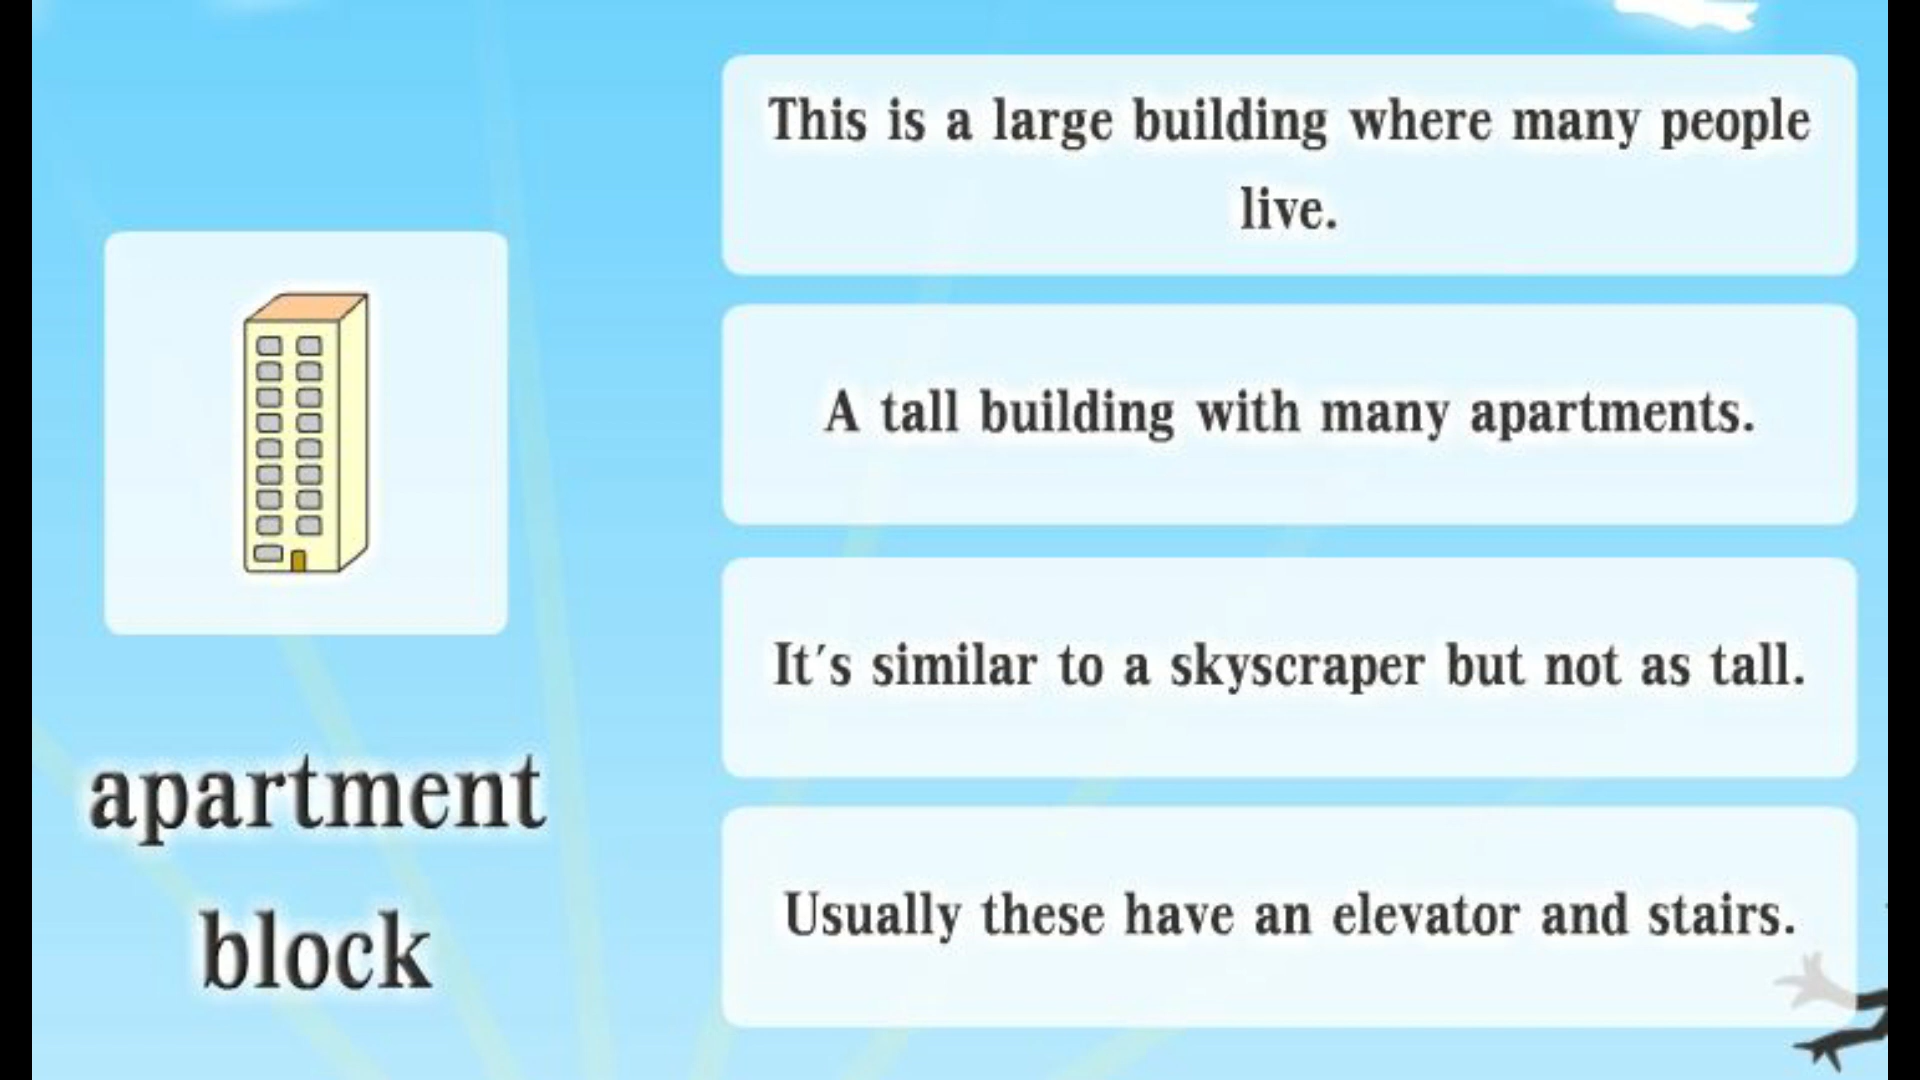 This is a large building where many people
live.
A tall building with many apartments.
It's similar to a skyscraper but not as tall.
Usually these have an elevator and stairs.
apartment
block